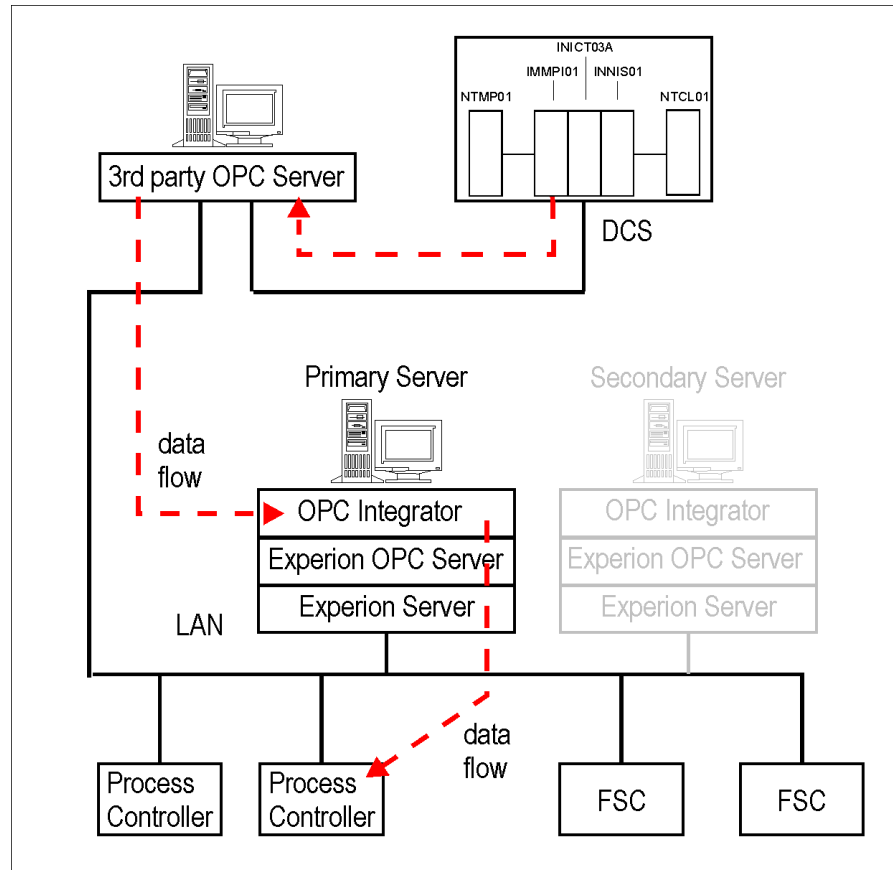 INICT03A
IMMPI01 INNIS01
NTMP01 NTCL01
3rd party OPC Server
DCS
Primary Server
Secondary Server
data
flow
OPC Integrator
Experion OPC Server
Experion Server
OPC Integrator
Experion OPC Server
Experion Server
LAN
data
flow
Process
Controller
Process
Controller
FSC
FSC